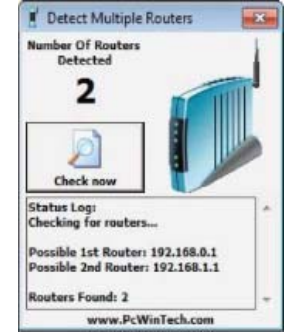 Detect Multiple Routers
Number Of Routers
Detected
2
Check now
Status Log:
Checking for routers...
Possible 1st Router: 192.168.0.1
Possible 2nd Router: 192.168.1.1
Routers Found: 2
www.PcWinTech.com